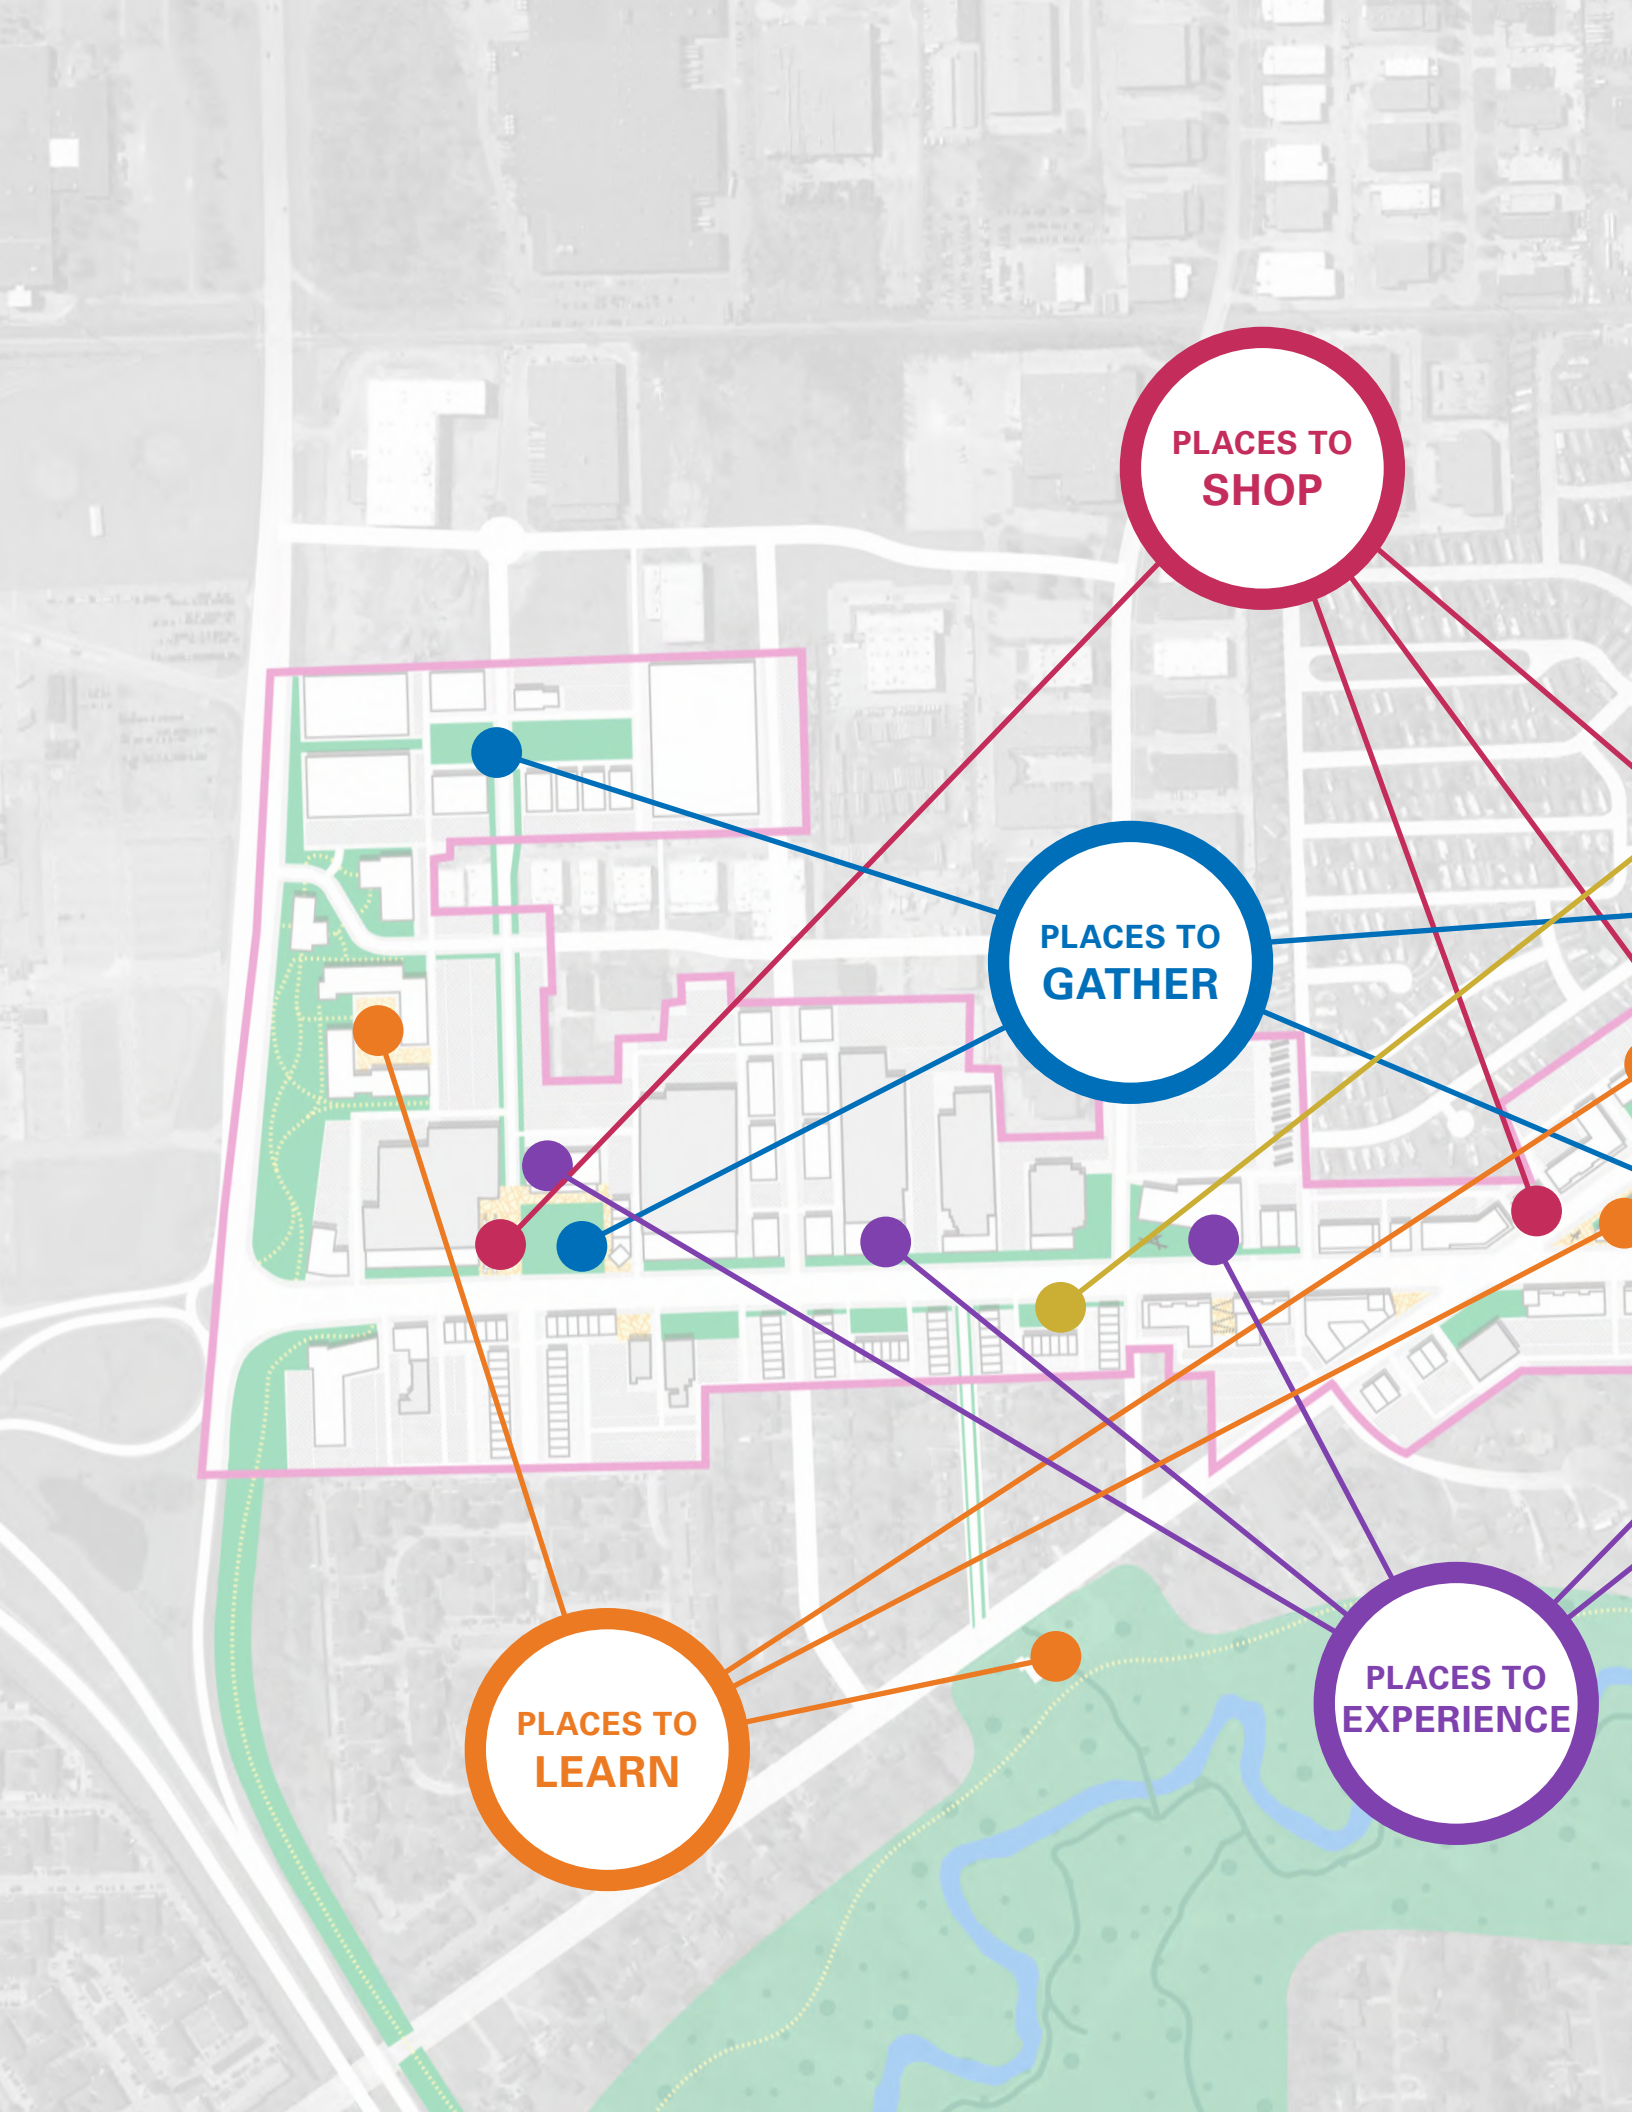 PLACES TO
SHOP
PLACES TO
GATHER
PLACES TO
EXPERIENCE
PLACES TO
LEARN